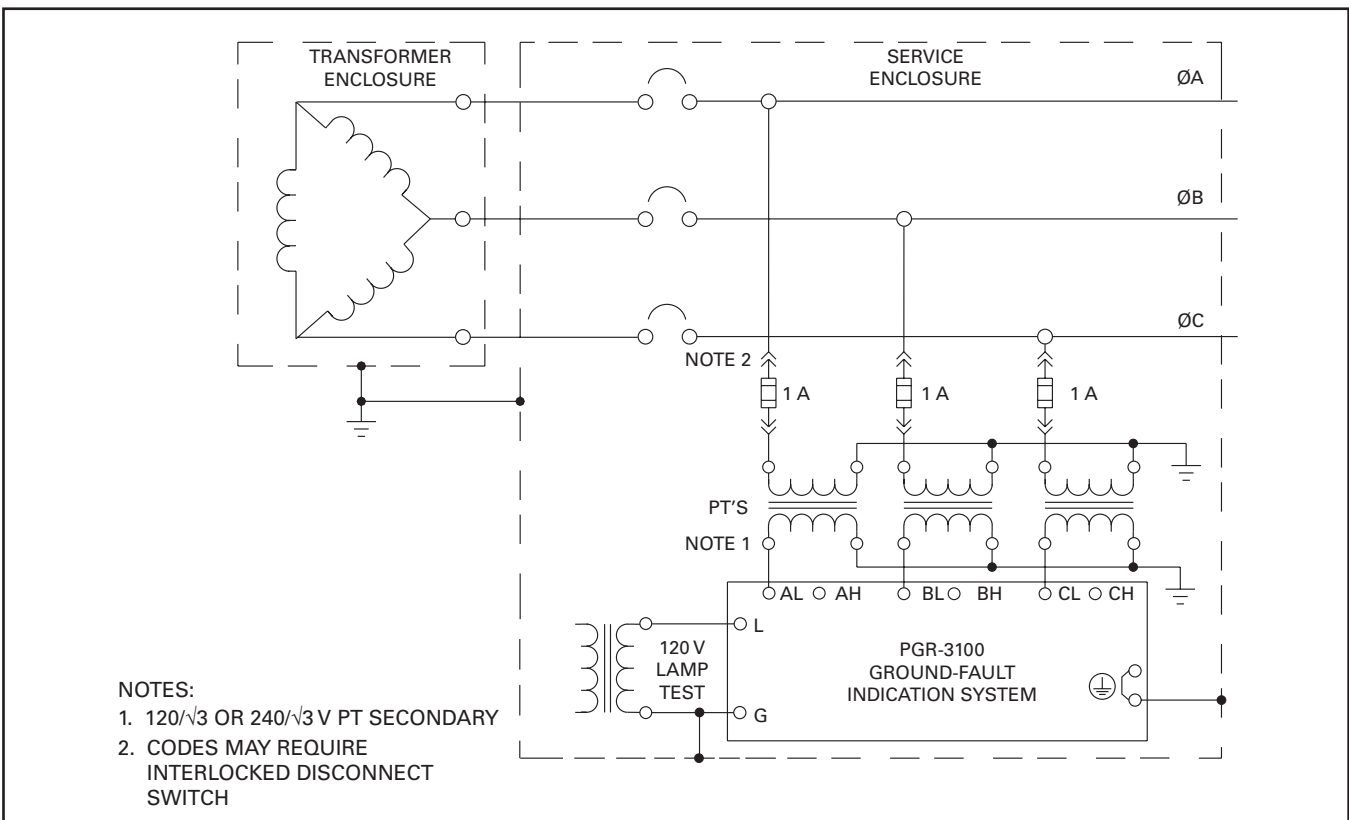 TRANSFORMER
ENCLOSURE
SERVICE
ENCLOSURE
ØA
ØB
ØC
NOTE 2
1 A
1 A
1 A
PT'S
NOTE 1
AL AH BL BH CL CH
L
120 V
LAMP
TEST
G
PGR-3100
GROUND-FAULT
INDICATION SYSTEM
NOTES:
1. 120/√3 OR 240/√3 V PT SECONDARY
2. CODES MAY REQUIRE
INTERLOCKED DISCONNECT
SWITCH